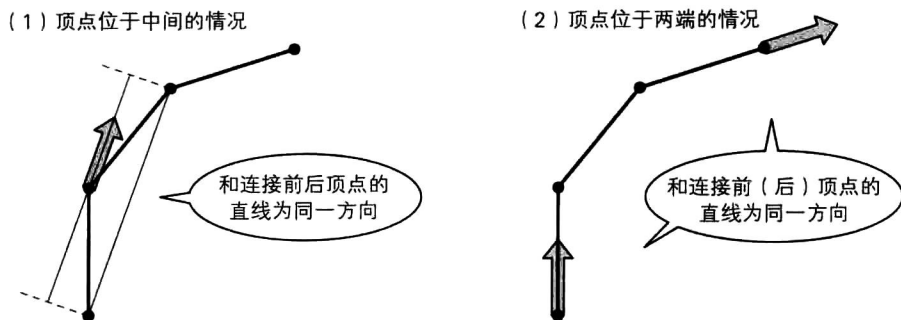 (1)顶点位于中间的情况
(2)顶点位于两端的情况
和连接前后顶点的
直线为同一方向
和连接前(后)顶点的
直线为同一方向